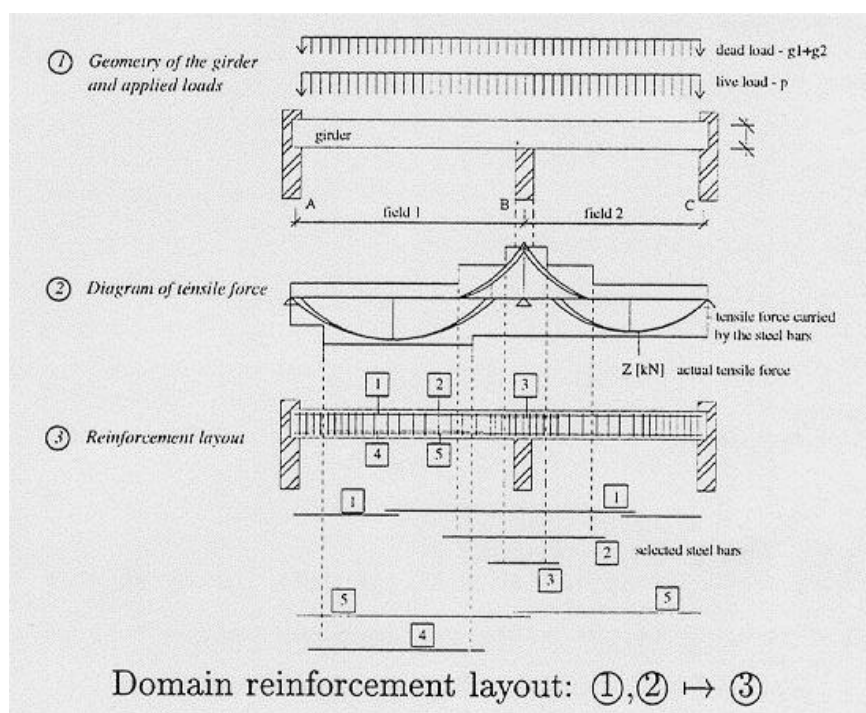 ① Geometry of the girder
and applied loads
dead load - g1+g2
live load - p
girder
A
field 1
B
field 2
C
② Diagram of tensile force
tensile force carried
by the steel bars
Z [kN] actual tensile force
1 2 3
③ Reinforcement layout
4 5
1 1
2 selected steel bars
3
5 5
4
Domain reinforcement layout: ①,② ↦ ③